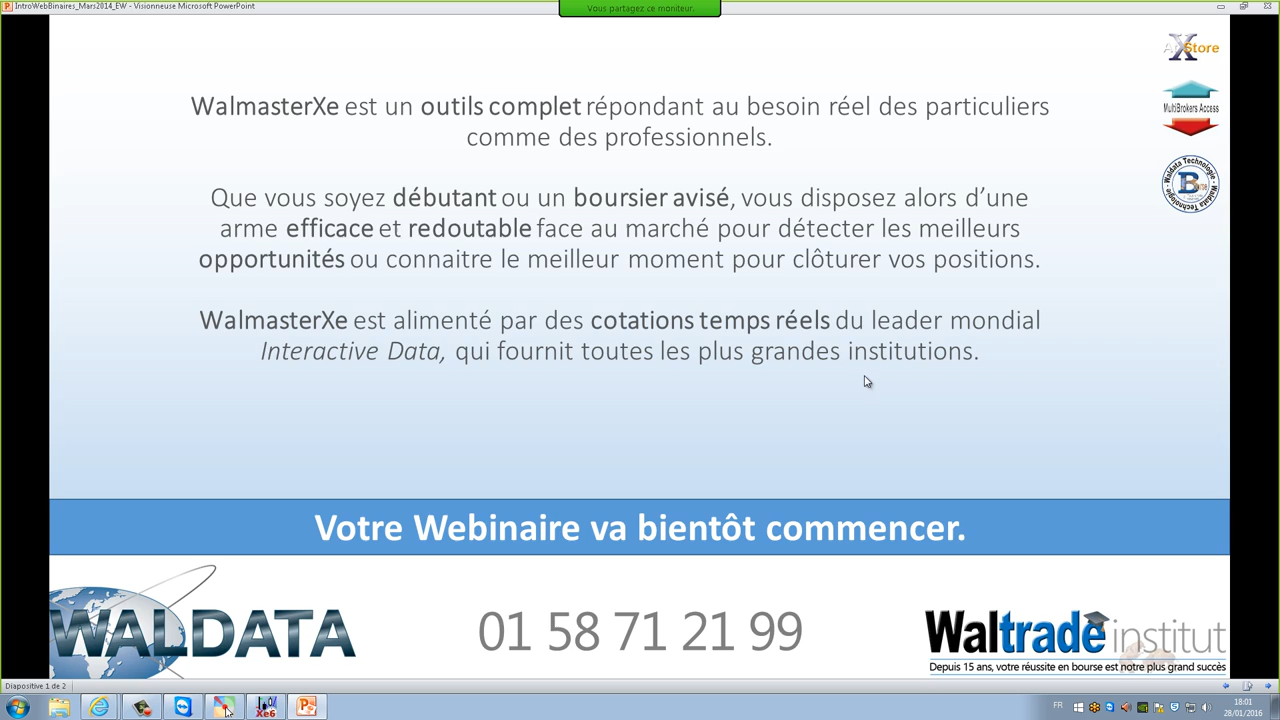 IntroWebBinaires_Mars2014_EW - Visionneuse Microsoft PowerPoint
Vous partagez ce moniteur.
Store
MultiBrokers Access
Waldata Technologie - Waldata Technologie -
WalmasterXe est un outils complet répondant au besoin réel des particuliers
comme des professionnels.
Que vous soyez débutant ou un boursier avisé, vous disposez alors d’une
arme efficace et redoutable face au marché pour détecter les meilleurs
opportunités ou connaitre le meilleur moment pour clôturer vos positions.
WalmasterXe est alimenté par des cotations temps réels du leader mondial
Interactive Data, qui fournit toutes les plus grandes institutions.
Votre Webinaire va bientôt commencer.
WALDATA
01 58 71 21 99
Waltrade institut
Depuis 15 ans, votre réussite en bourse est notre plus grand succès
Diapositive 1 de 2
Xe6
FR
18:01
28/01/2016